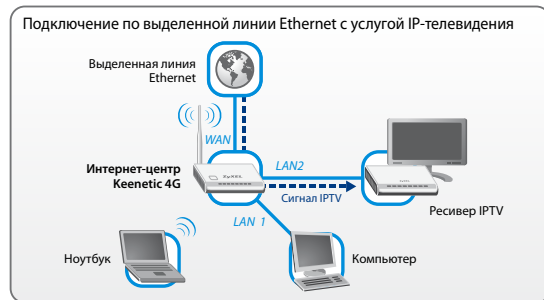 Подключение по выделенной линии Ethernet с услугой IP-телевидения
Выделенная линия
Ethernet
WAN
Интернет-центр
Keenetic 4G
ZyXEL
LAN2
Сигнал IPTV
Ресивер IPTV
LAN 1
Ноутбук
Компьютер